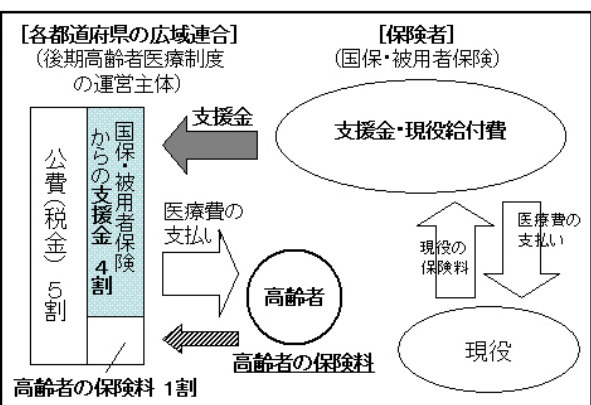 [各都道府県の広域連合]
(後期高齢者医療制度
の運営主体)
[保険者]
(国保・被用者保険)
支援金
支援金・現役給付費
公費(税金) 5割
国保・被用者保険
からの支援金 4割
医療費の
支払い
高齢者
高齢者の保険料
高齢者の保険料 1割
現役の
保険料
医療費の
支払い
現役